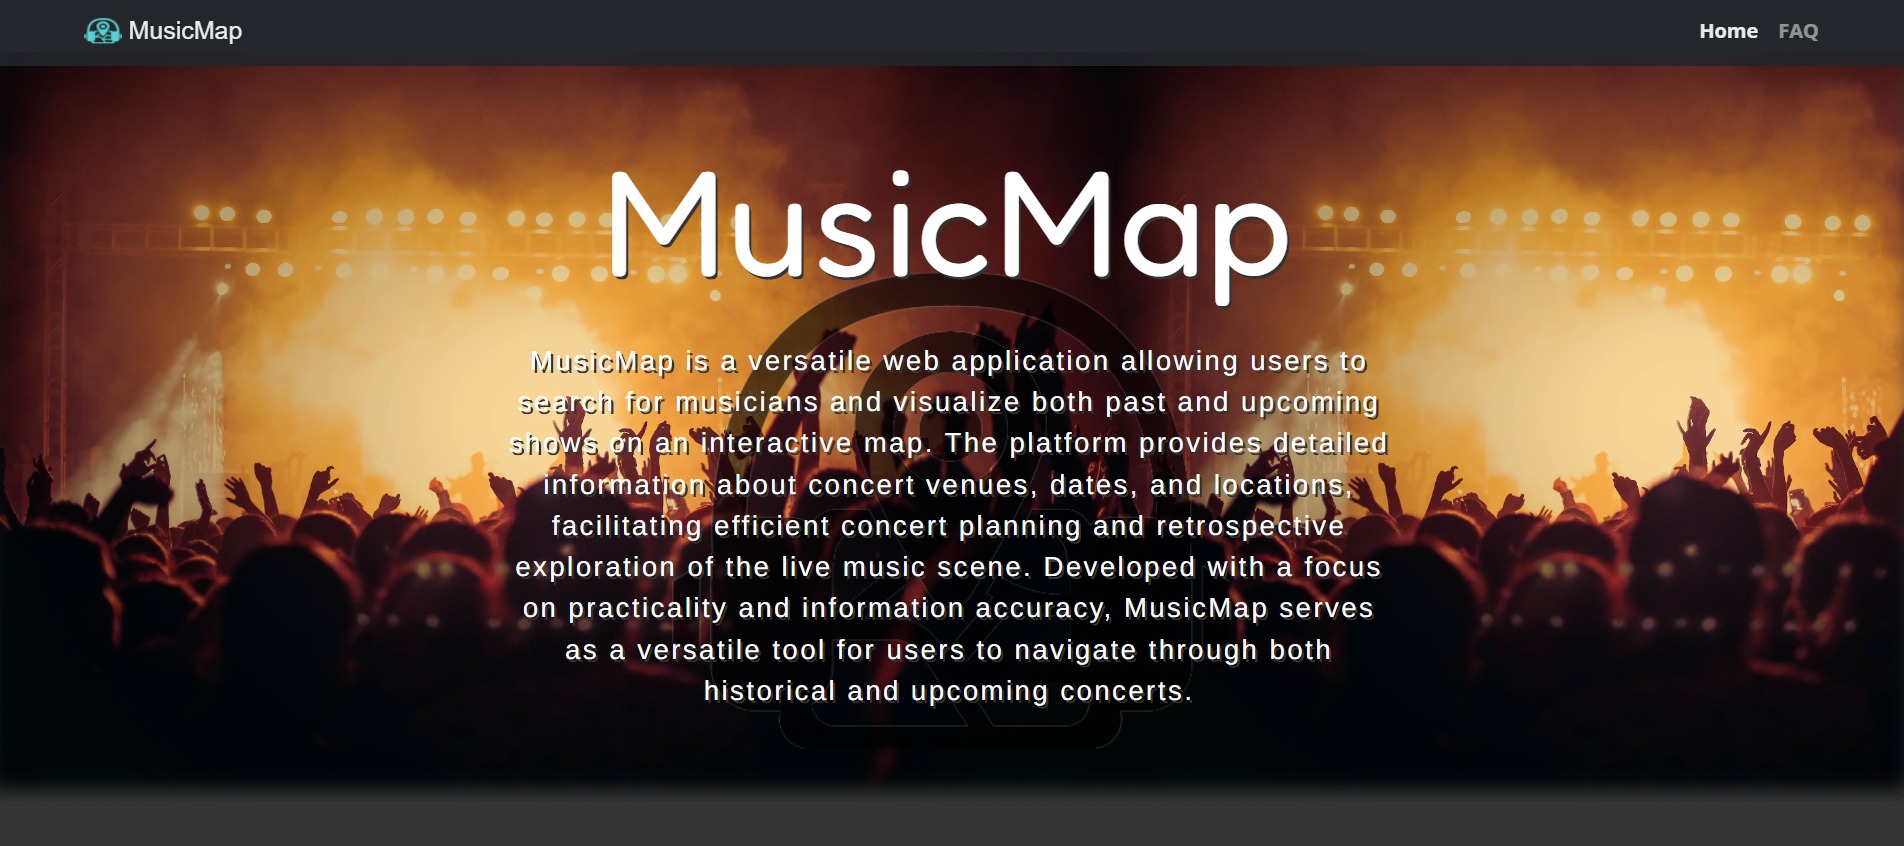 MusicMap
Home FAQ
MusicMap
MusicMap is a versatile web application allowing users to
search for musicians and visualize both past and upcoming
shows on an interactive map. The platform provides detailed
information about concert venues, dates, and locations,
facilitating efficient concert planning and retrospective
exploration of the live music scene. Developed with a focus
on practicality and information accuracy, MusicMap serves
as a versatile tool for users to navigate through both
historical and upcoming concerts.